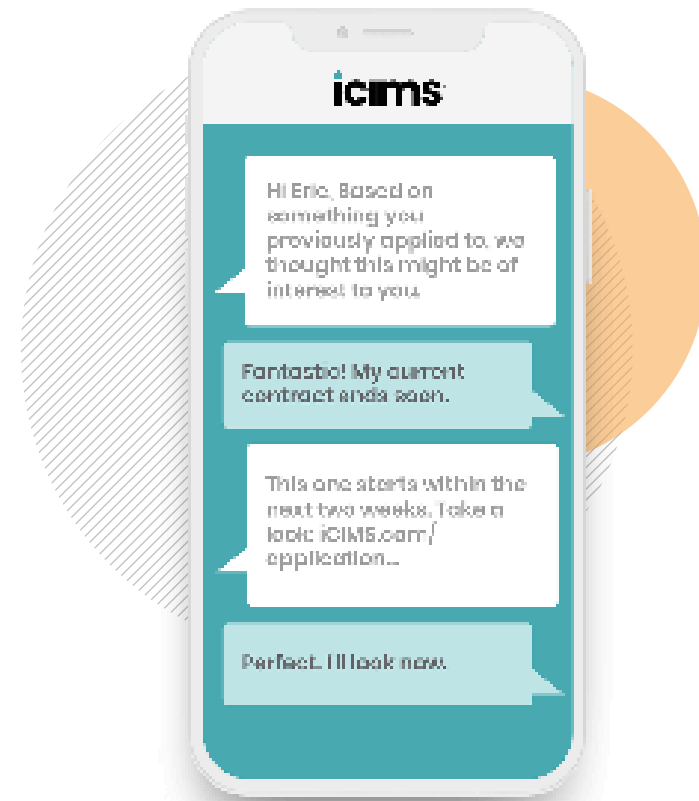 icims
Hi Eric, Based on
something you
previously applied to, we
thought this might be of
interest to you.
Fantastic! My current
contract ends soon.
This one starts within the
next two weeks. Take a
look: iCIMS.com/
application...
Perfect. I'll look now.